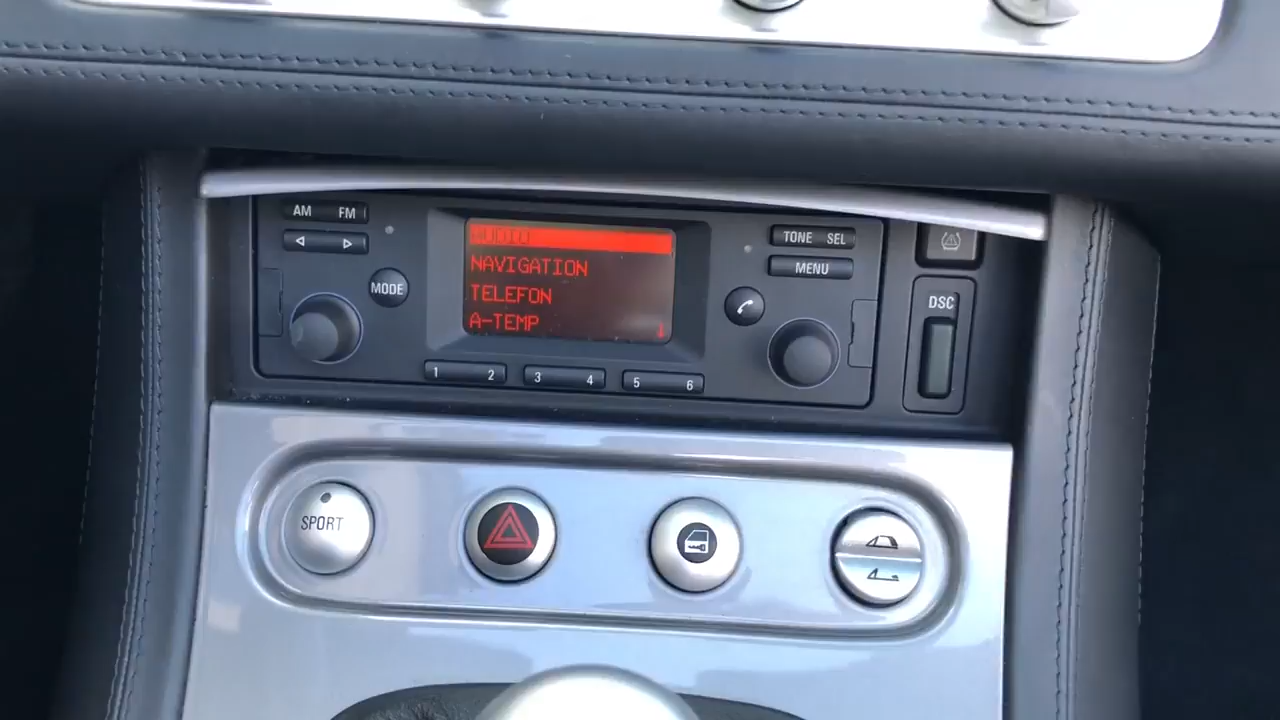 AM FM
MODE
AUDIO
NAVIGATION
TELEFON
A-TEMP
TONE SEL
MENU
DSC
1 2 3 4 5 6
SPORT